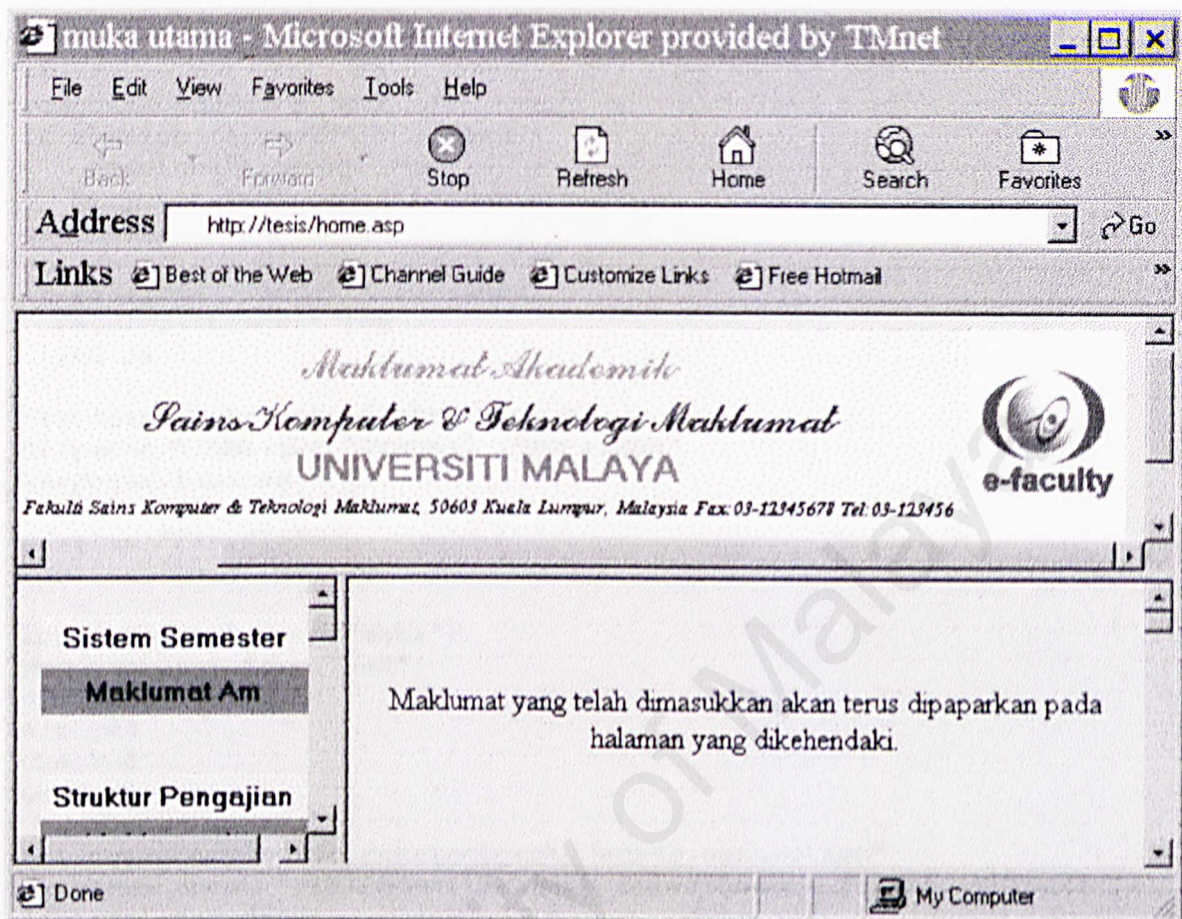 muka utama - Microsoft Internet Explorer provided by TMnet
File Edit View Favorites Tools Help
Back Forward Stop Refresh Home Search Favorites
Address http://tesis/home.asp Go
Links Best of the Web Channel Guide Customize Links Free Hotmail
Maklumat Akademik
Sains Komputer & Teknologi Maklumat
UNIVERSITI MALAYA
e-faculty
Fakulti Sains Komputer & Teknologi Maklumat, 50603 Kuala Lumpur, Malaysia Fax: 03-12345678 Tel: 03-123456
Sistem Semester
Maklumat Am
Struktur Pengajian
Maklumat yang telah dimasukkan akan terus dipaparkan pada
halaman yang dikehendaki.
Done My Computer
University of Malaya